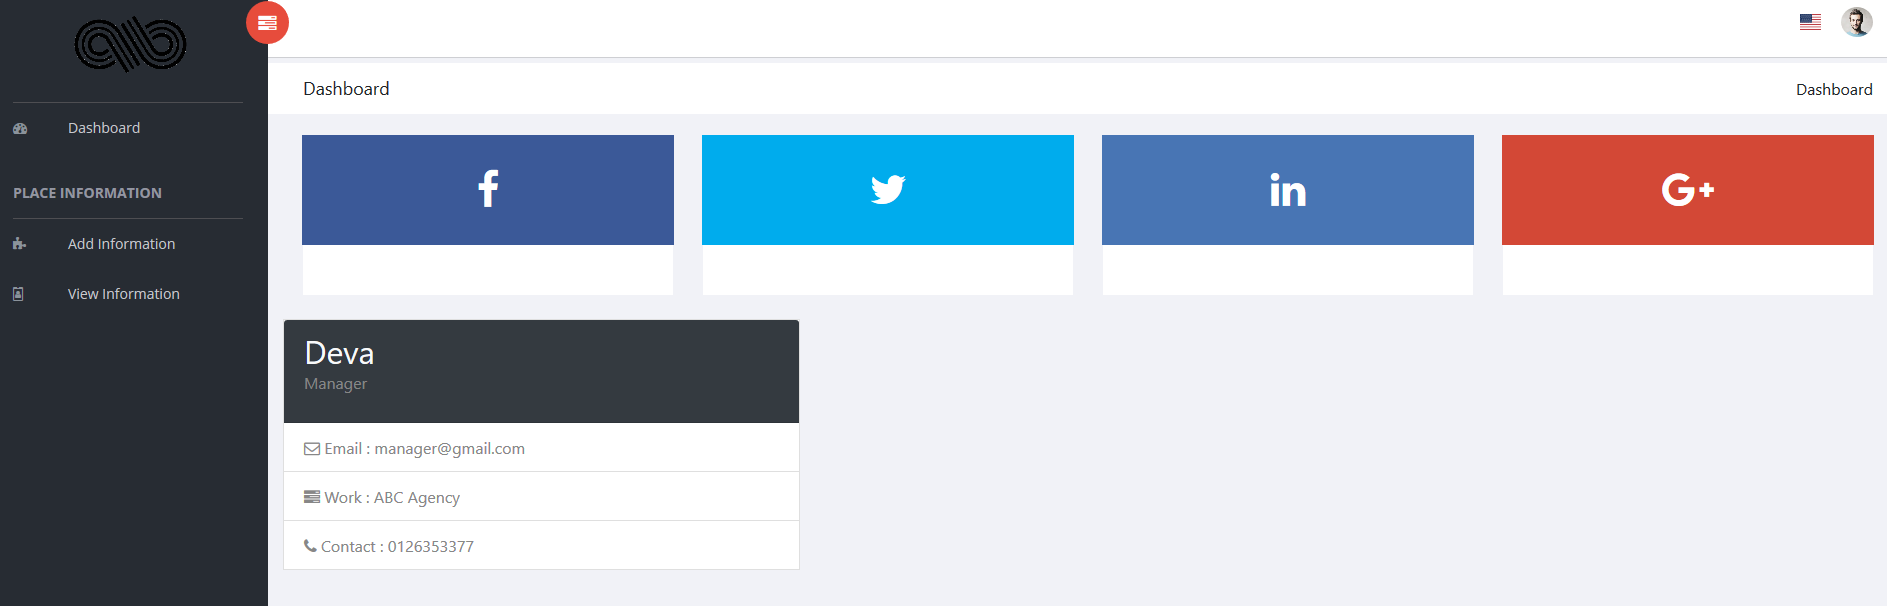 Dashboard
PLACE INFORMATION
Add Information
View Information
Dashboard
Dashboard
f
in
G+
Deva
Manager
Email : manager@gmail.com
Work : ABC Agency
Contact : 0126353377